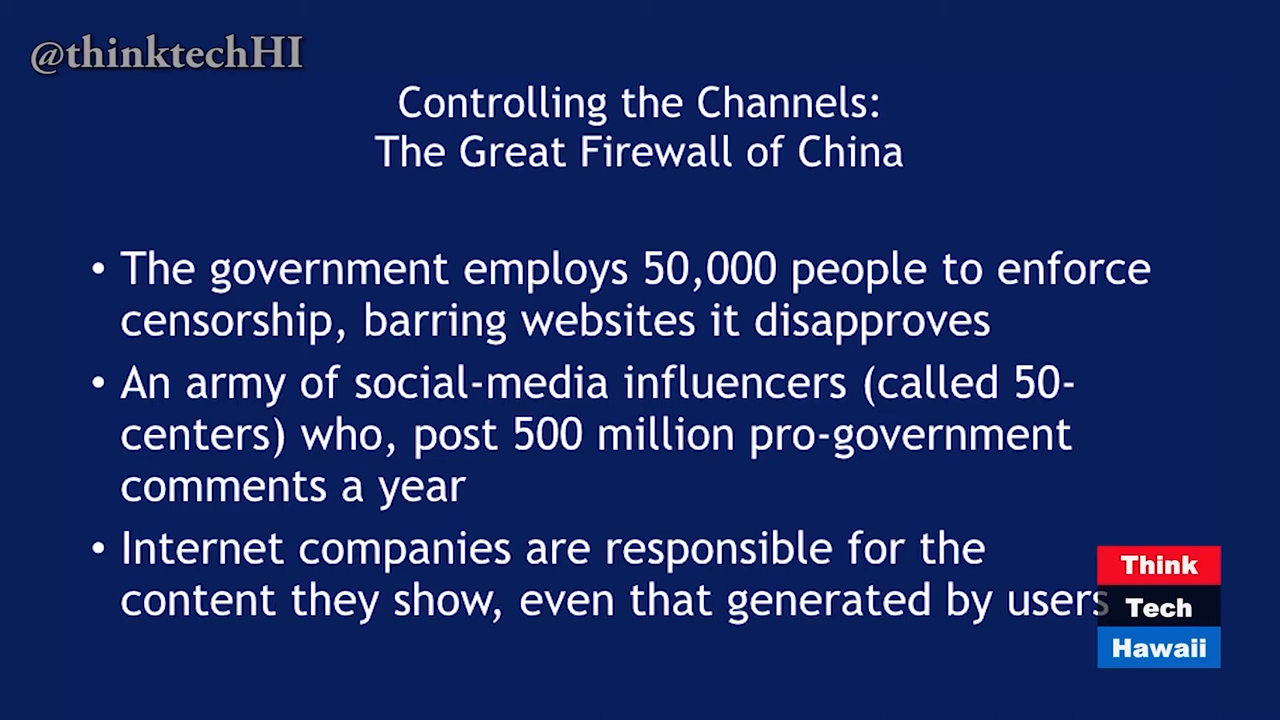 @thinktechHI
Controlling the Channels:
The Great Firewall of China
• The government employs 50,000 people to enforce
censorship, barring websites it disapproves
• An army of social-media influencers (called 50-
centers) who, post 500 million pro-government
comments a year
• Internet companies are responsible for the
content they show, even that generated by users
Think
Tech
Hawaii